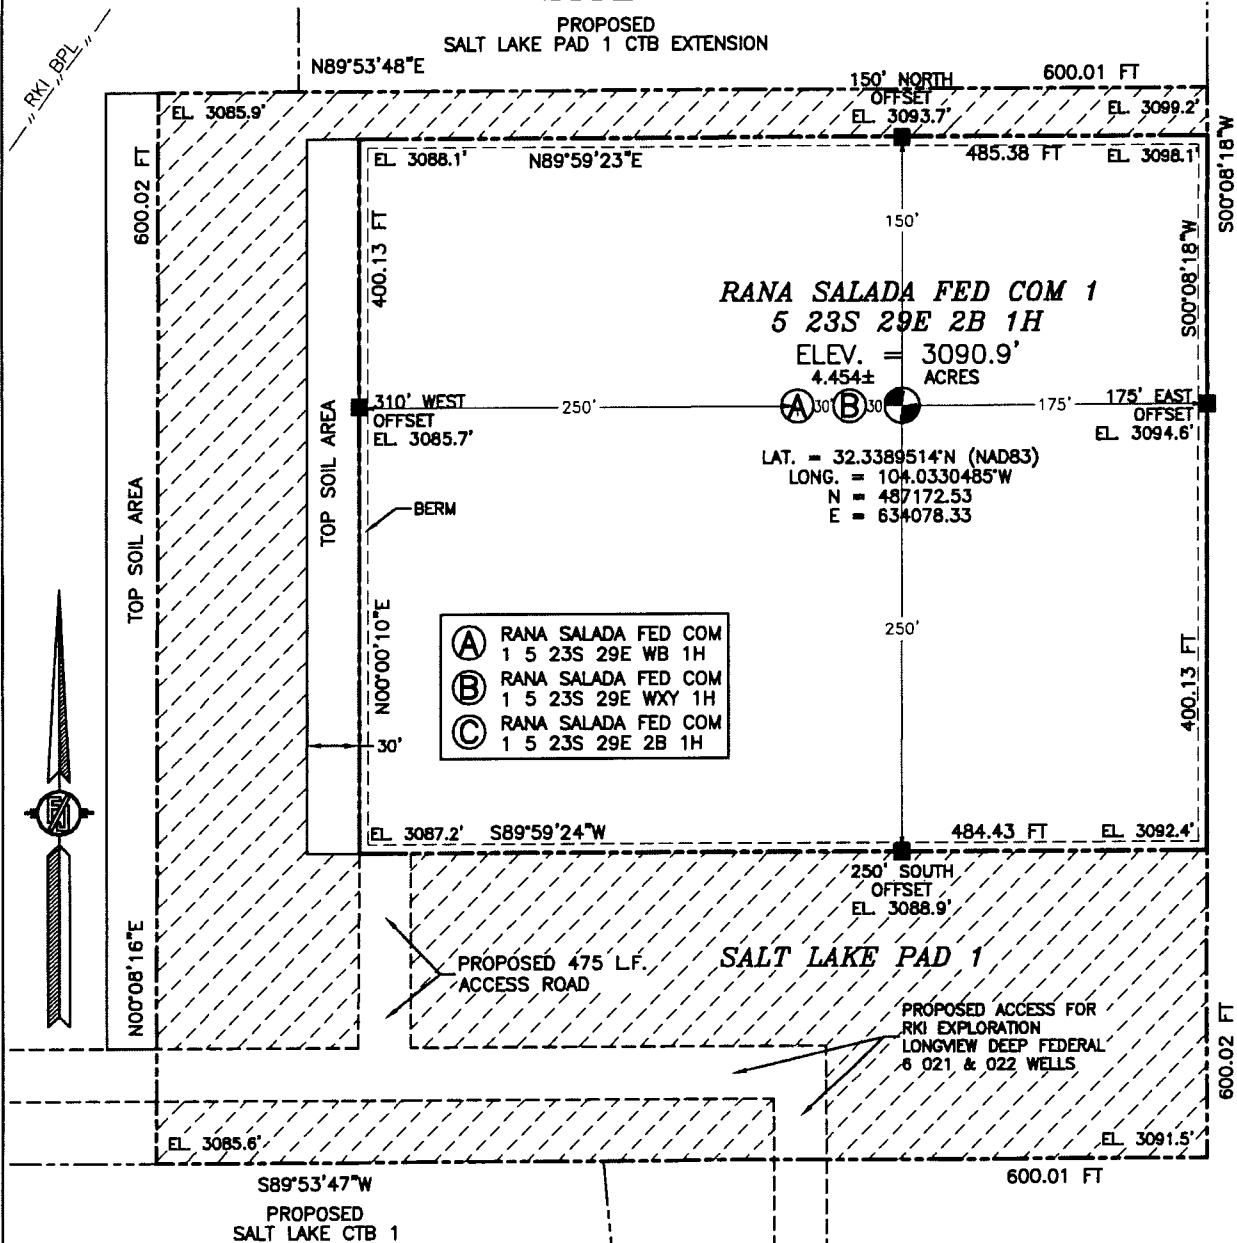 PROPOSED
SALT LAKE PAD 1 CTB EXTENSION
RKI BPL
N89°53'48"E
150' NORTH
OFFSET
EL. 3093.7'
600.01 FT
EL. 3085.9'
EL. 3099.2'
S00°08'18"W
600.02 FT
EL. 3088.1'
N89°59'23"E
485.38 FT
EL. 3098.1'
400.13 FT
150'
S00°08'18"W
RANA SALADA FED COM 1
5 23S 29E 2B 1H
ELEV. = 3090.9'
4.454± ACRES
310' WEST
OFFSET
EL. 3085.7'
250'
A 30' B 30'
175'
175' EAST
OFFSET
EL. 3094.6'
LAT. = 32.3389514°N (NAD83)
LONG. = 104.0330485°W
N = 487172.53
E = 634078.33
TOP SOIL AREA
TOP SOIL AREA
BERM
N00°00'10"E
A RANA SALADA FED COM
1 5 23S 29E WB 1H
B RANA SALADA FED COM
1 5 23S 29E WXY 1H
C RANA SALADA FED COM
1 5 23S 29E 2B 1H
250'
400.13 FT
30'
EL. 3087.2'
S89°59'24"W
484.43 FT
EL. 3092.4'
250' SOUTH
OFFSET
EL. 3088.9'
N00°08'16"E
PROPOSED 475 L.F.
ACCESS ROAD
SALT LAKE PAD 1
PROPOSED ACCESS FOR
RKI EXPLORATION
LONGVIEW DEEP FEDERAL
6 021 & 022 WELLS
600.02 FT
EL. 3085.6'
EL. 3091.5'
S89°53'47"W
600.01 FT
PROPOSED
SALT LAKE CTB 1